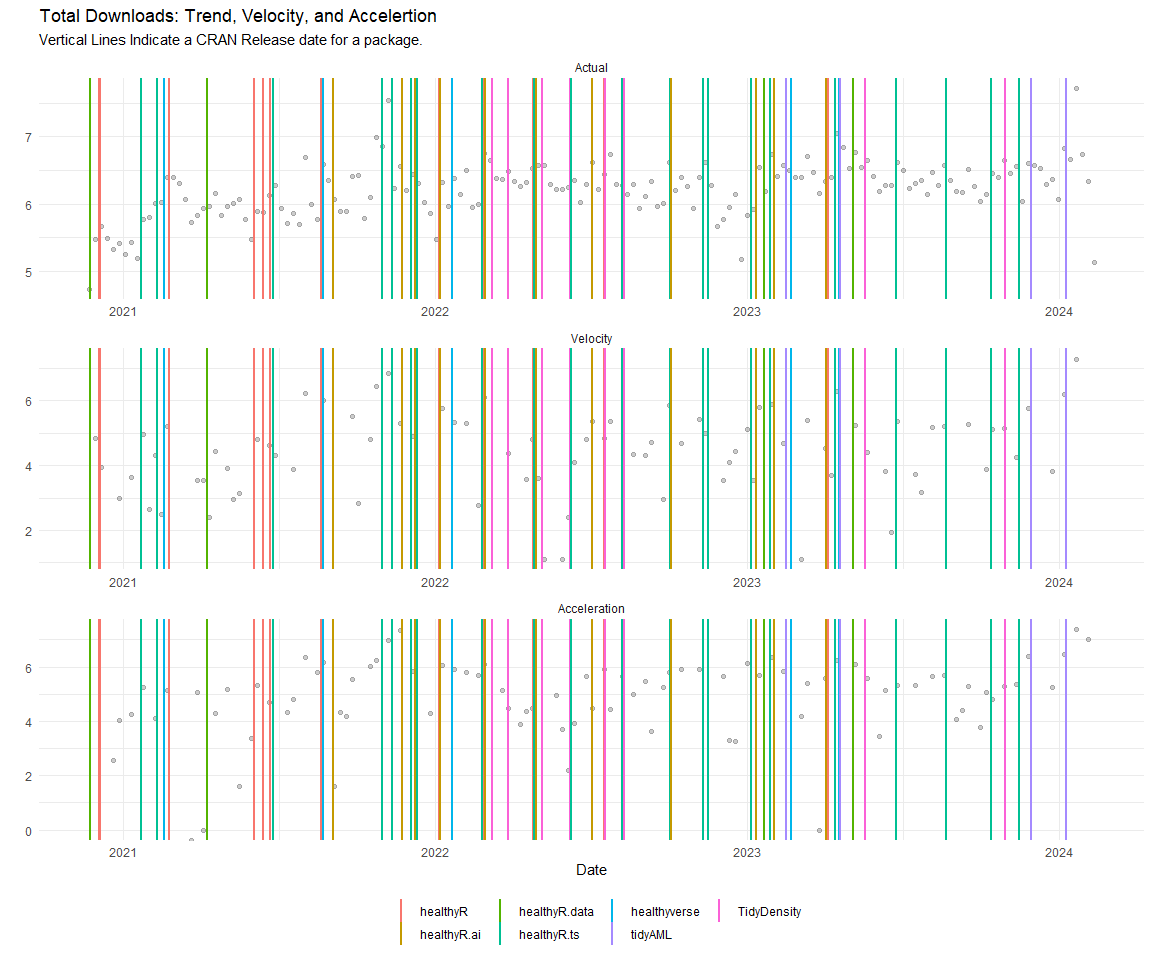 Total Downloads: Trend, Velocity, and Accelertion
Vertical Lines Indicate a CRAN Release date for a package.
Actual
7
6
5
2021 2022 2023 2024
Velocity
6
4
2
2021 2022 2023 2024
Acceleration
6
4
2
0
2021 2022 2023 2024
Date
healthyR healthyR.data healthyverse TidyDensity
healthyR.ai healthyR.ts tidyAML